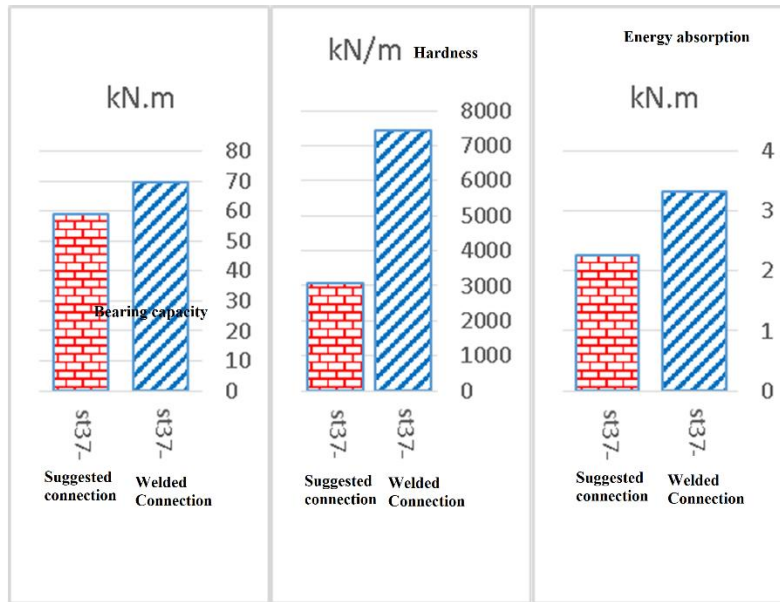 kN.m
80
70
60
50
40
30
20
10
0
Bearing capacity
st37-
st37-
Suggested
connection
Welded
Connection
kN/m Hardness
8000
7000
6000
5000
4000
3000
2000
1000
0
st37-
st37-
Suggested
connection
Welded
Connection
Energy absorption
kN.m
4
3
2
1
0
st37-
st37-
Suggested
connection
Welded
Connection